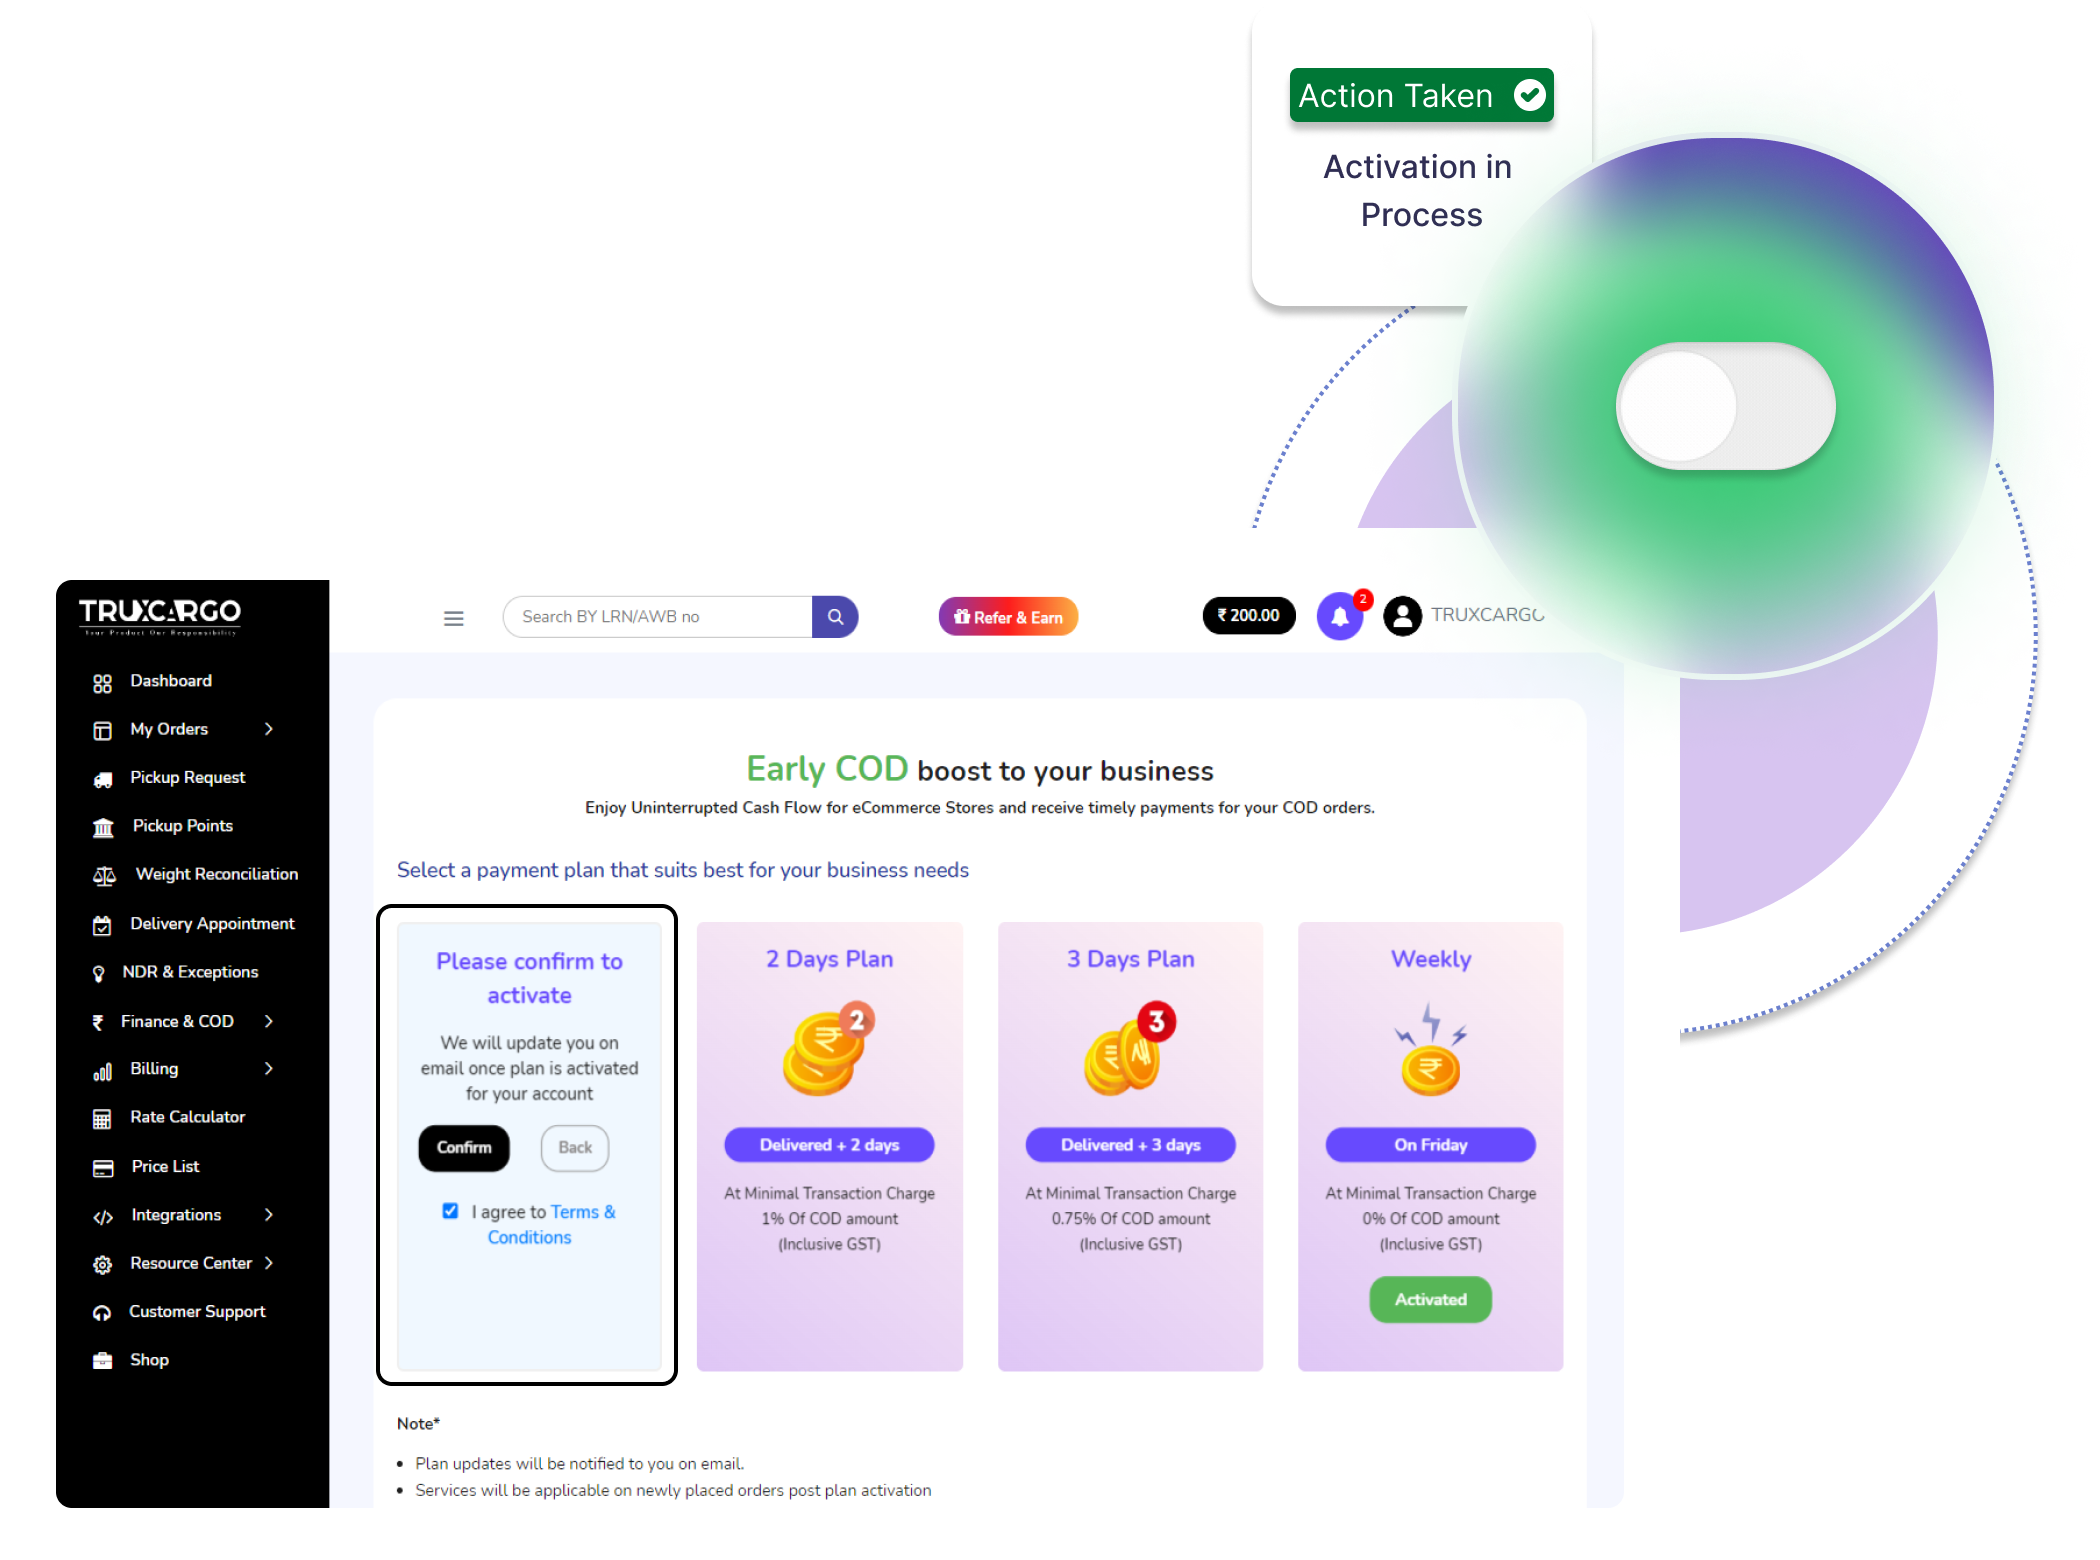 Action Taken
Activation in
Process
TRUXCARGO
Your Product Our Responsibility
Search BY LRN/AWB no
Refer & Earn
₹ 200.00
2
TRUXCARGO
Dashboard
My Orders
Pickup Request
Pickup Points
Weight Reconciliation
Delivery Appointment
NDR & Exceptions
Finance & COD
Billing
Rate Calculator
Price List
Integrations
Resource Center
Customer Support
Shop
Early COD boost to your business
Enjoy Uninterrupted Cash Flow for eCommerce Stores and receive timely payments for your COD orders.
Select a payment plan that suits best for your business needs
Please confirm to
activate
We will update you on
email once plan is activated
for your account
Confirm
Back
I agree to Terms &
Conditions
2 Days Plan
2
₹
Delivered + 2 days
At Minimal Transaction Charge
1% Of COD amount
(Inclusive GST)
3 Days Plan
3
₹
Delivered + 3 days
At Minimal Transaction Charge
0.75% Of COD amount
(Inclusive GST)
Weekly
₹
On Friday
At Minimal Transaction Charge
0% Of COD amount
(Inclusive GST)
Activated
Note*
• Plan updates will be notified to you on email.
• Services will be applicable on newly placed orders post plan activation